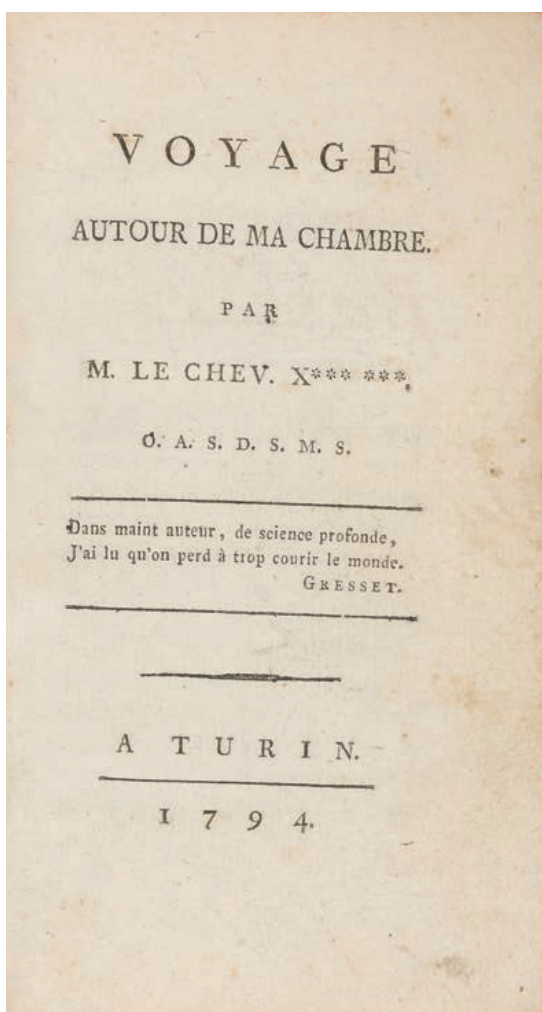 VOYAGE
AUTOUR DE MA CHAMBRE.
PAR
M. LE CHEV. X*** ***,
O. A. S. D. S. M. S.
Dans maint auteur, de science profonde,
J'ai lu qu'on perd à trop courir le monde.
GRESSET.
A TURIN.
1794.